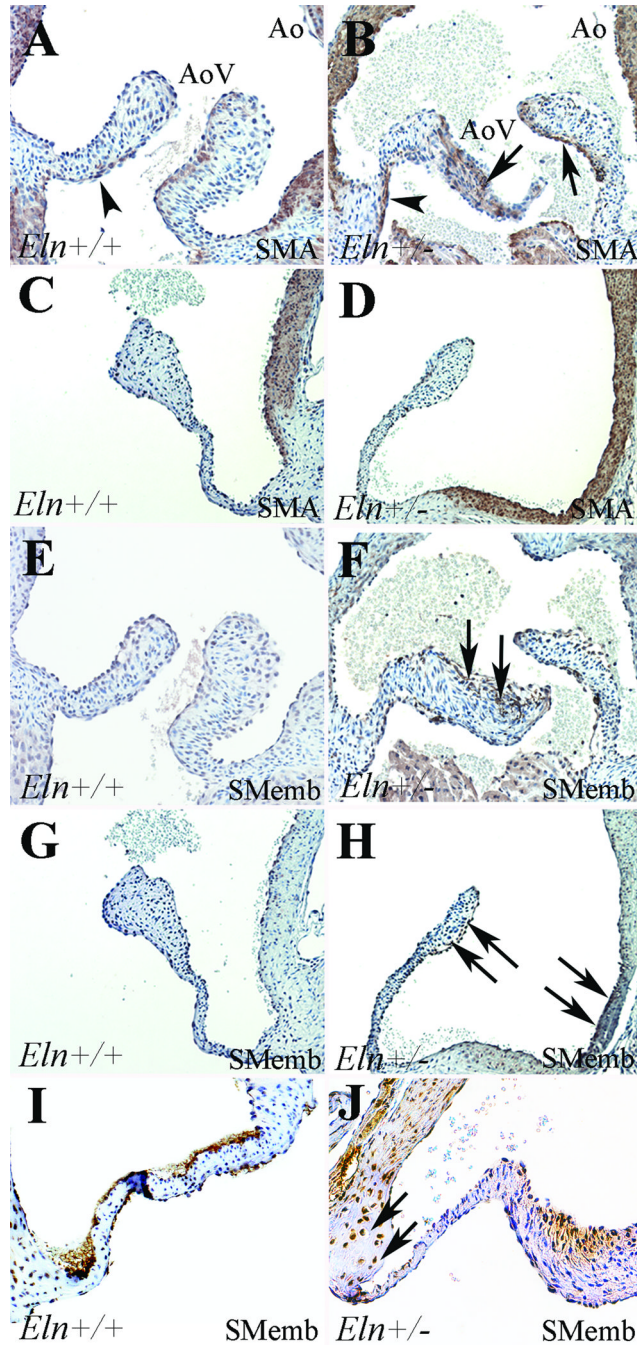 A
Ao
AoV
Eln+/+
SMA
B
Ao
AoV
Eln+/-
SMA
C
Eln+/+
SMA
D
Eln+/-
SMA
E
Eln+/+
SMemb
F
Eln+/-
SMemb
G
Eln+/+
SMemb
H
Eln+/-
SMemb
I
Eln+/+
SMemb
J
Eln+/-
SMemb